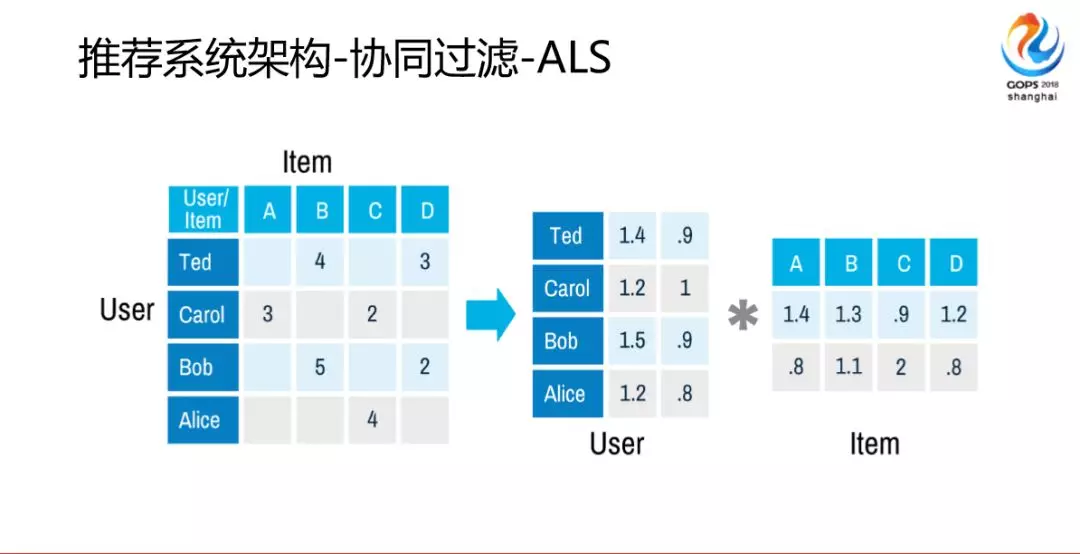 推荐系统架构-协同过滤-ALS
GOPS 2018
shanghai
Item
User/
Item
A B C D
Ted 4 3
User
Carol 3 2
Bob 5 2
Alice 4
Ted 1.4 .9
Carol 1.2 1
Bob 1.5 .9
Alice 1.2 .8
User
*
A B C D
1.4 1.3 .9 1.2
.8 1.1 2 .8
Item